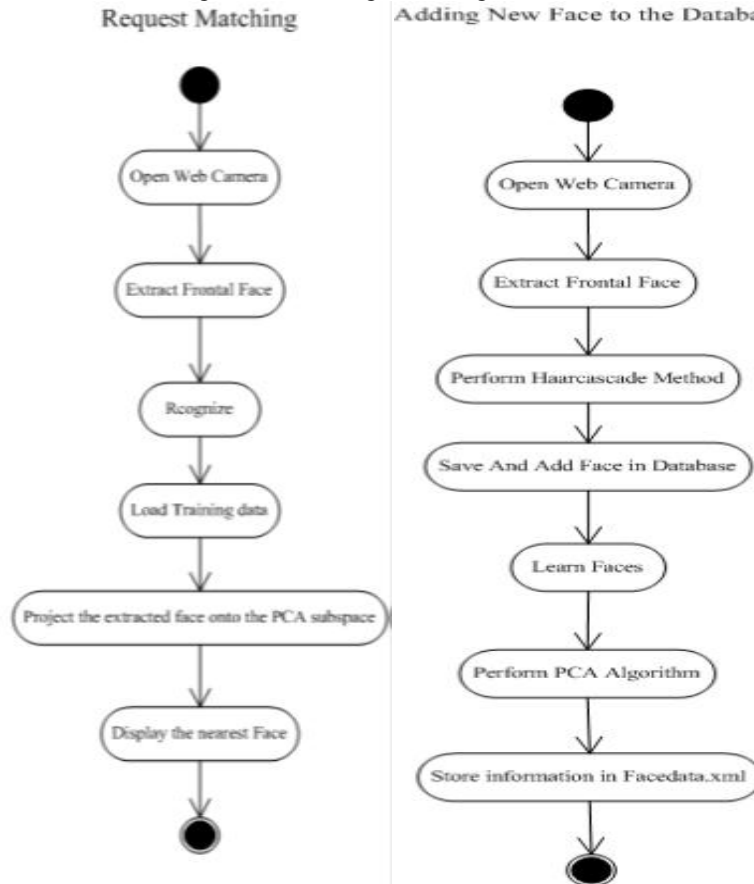 Request Matching
Open Web Camera
Extract Frontal Face
Rcognize
Load Training data
Project the extracted face onto the PCA subspace
Display the nearest Face
Adding New Face to the Databa
Open Web Camera
Extract Frontal Face
Perform Haarcascade Method
Save And Add Face in Database
Learn Faces
Perform PCA Algorithm
Store information in Facedata.xml